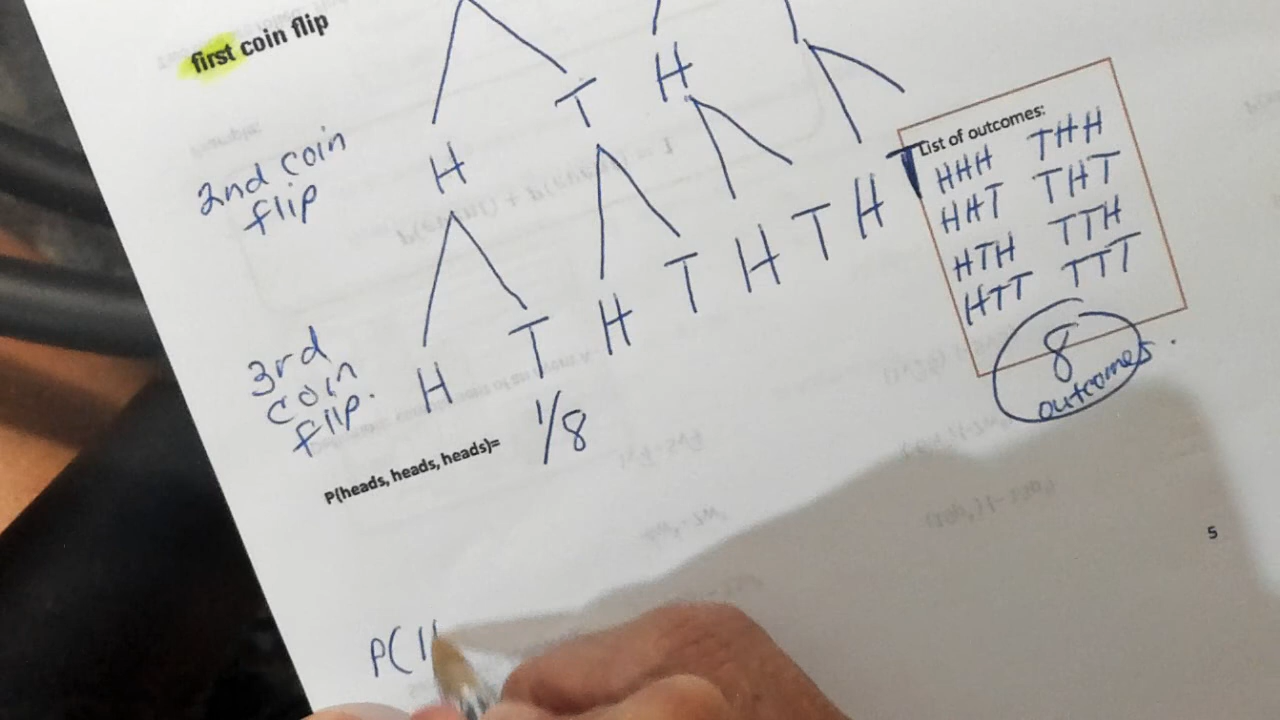 first coin flip
T H
2nd coin
flip
H
List of outcomes:
HHH THH
HHT THT
HTH TTH
HTT TTT
8
outcomes.
3rd
coin
flip.
H T H T H T H T
P(heads, heads, heads)= 1/8
5
P(